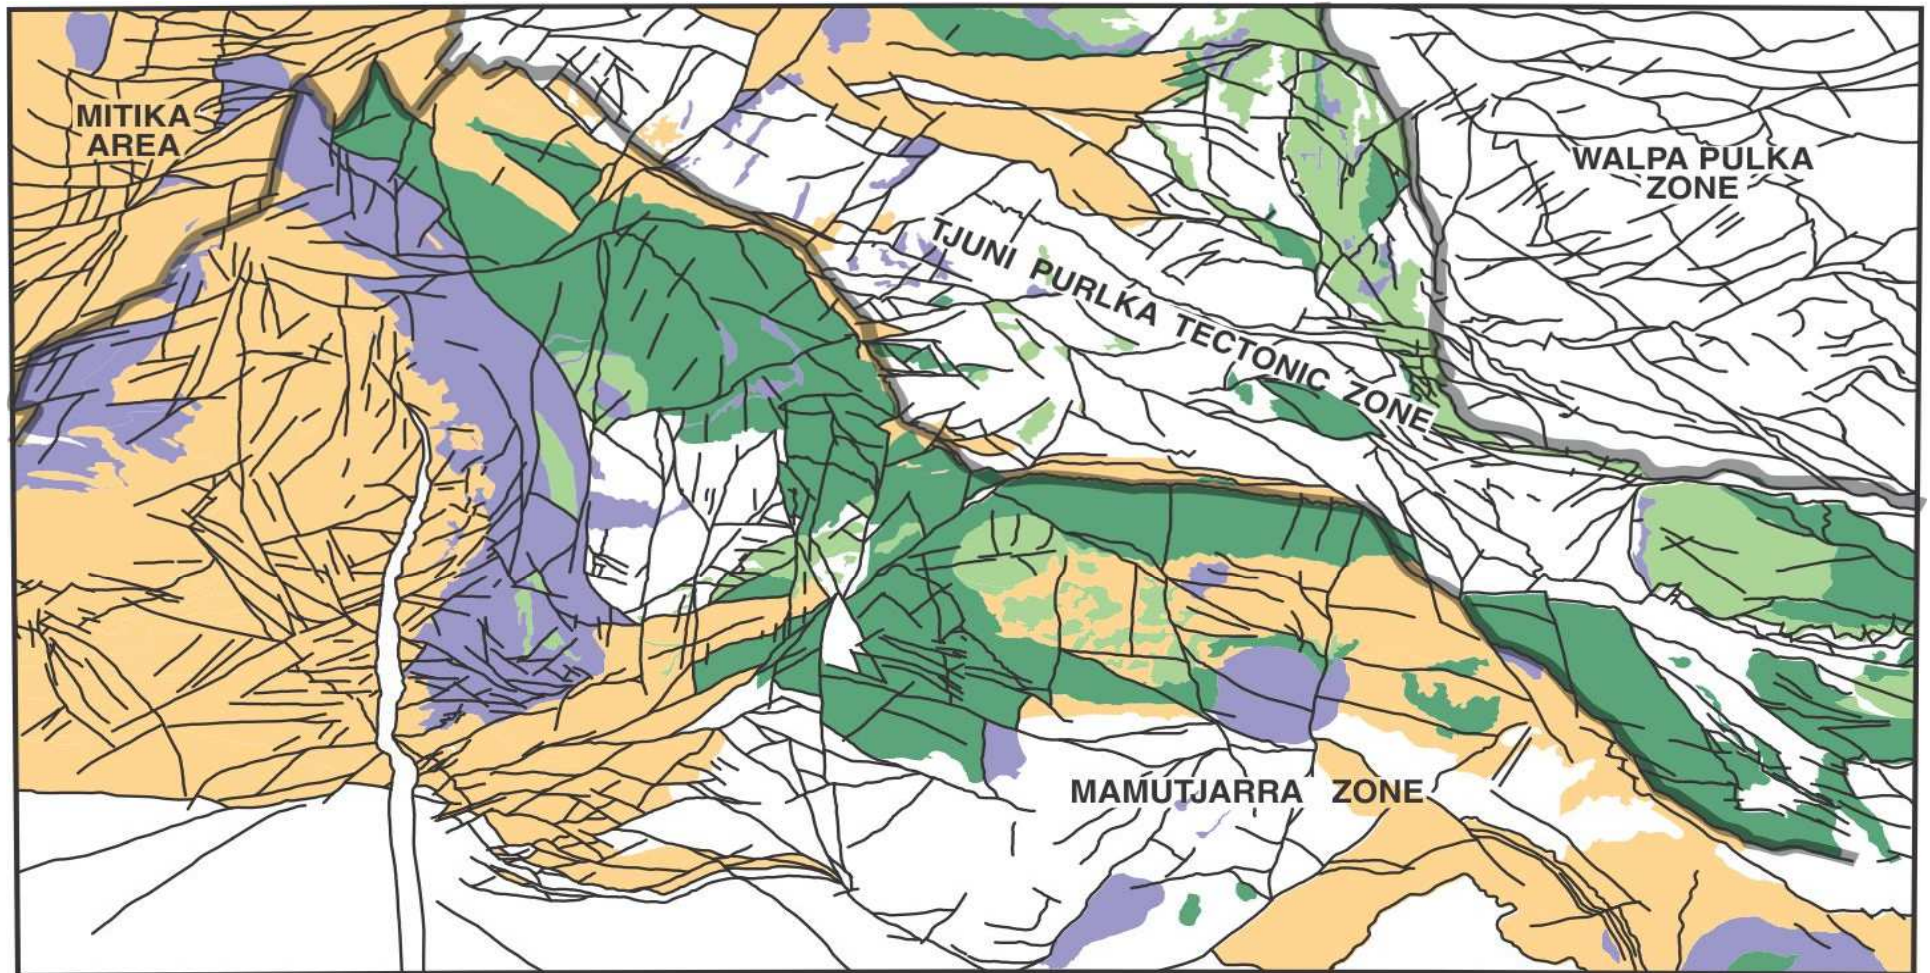 MITIKA
AREA
WALPA PULKA
ZONE
TJUNI PURLKA TECTONIC ZONE
MAMUTJARRA ZONE